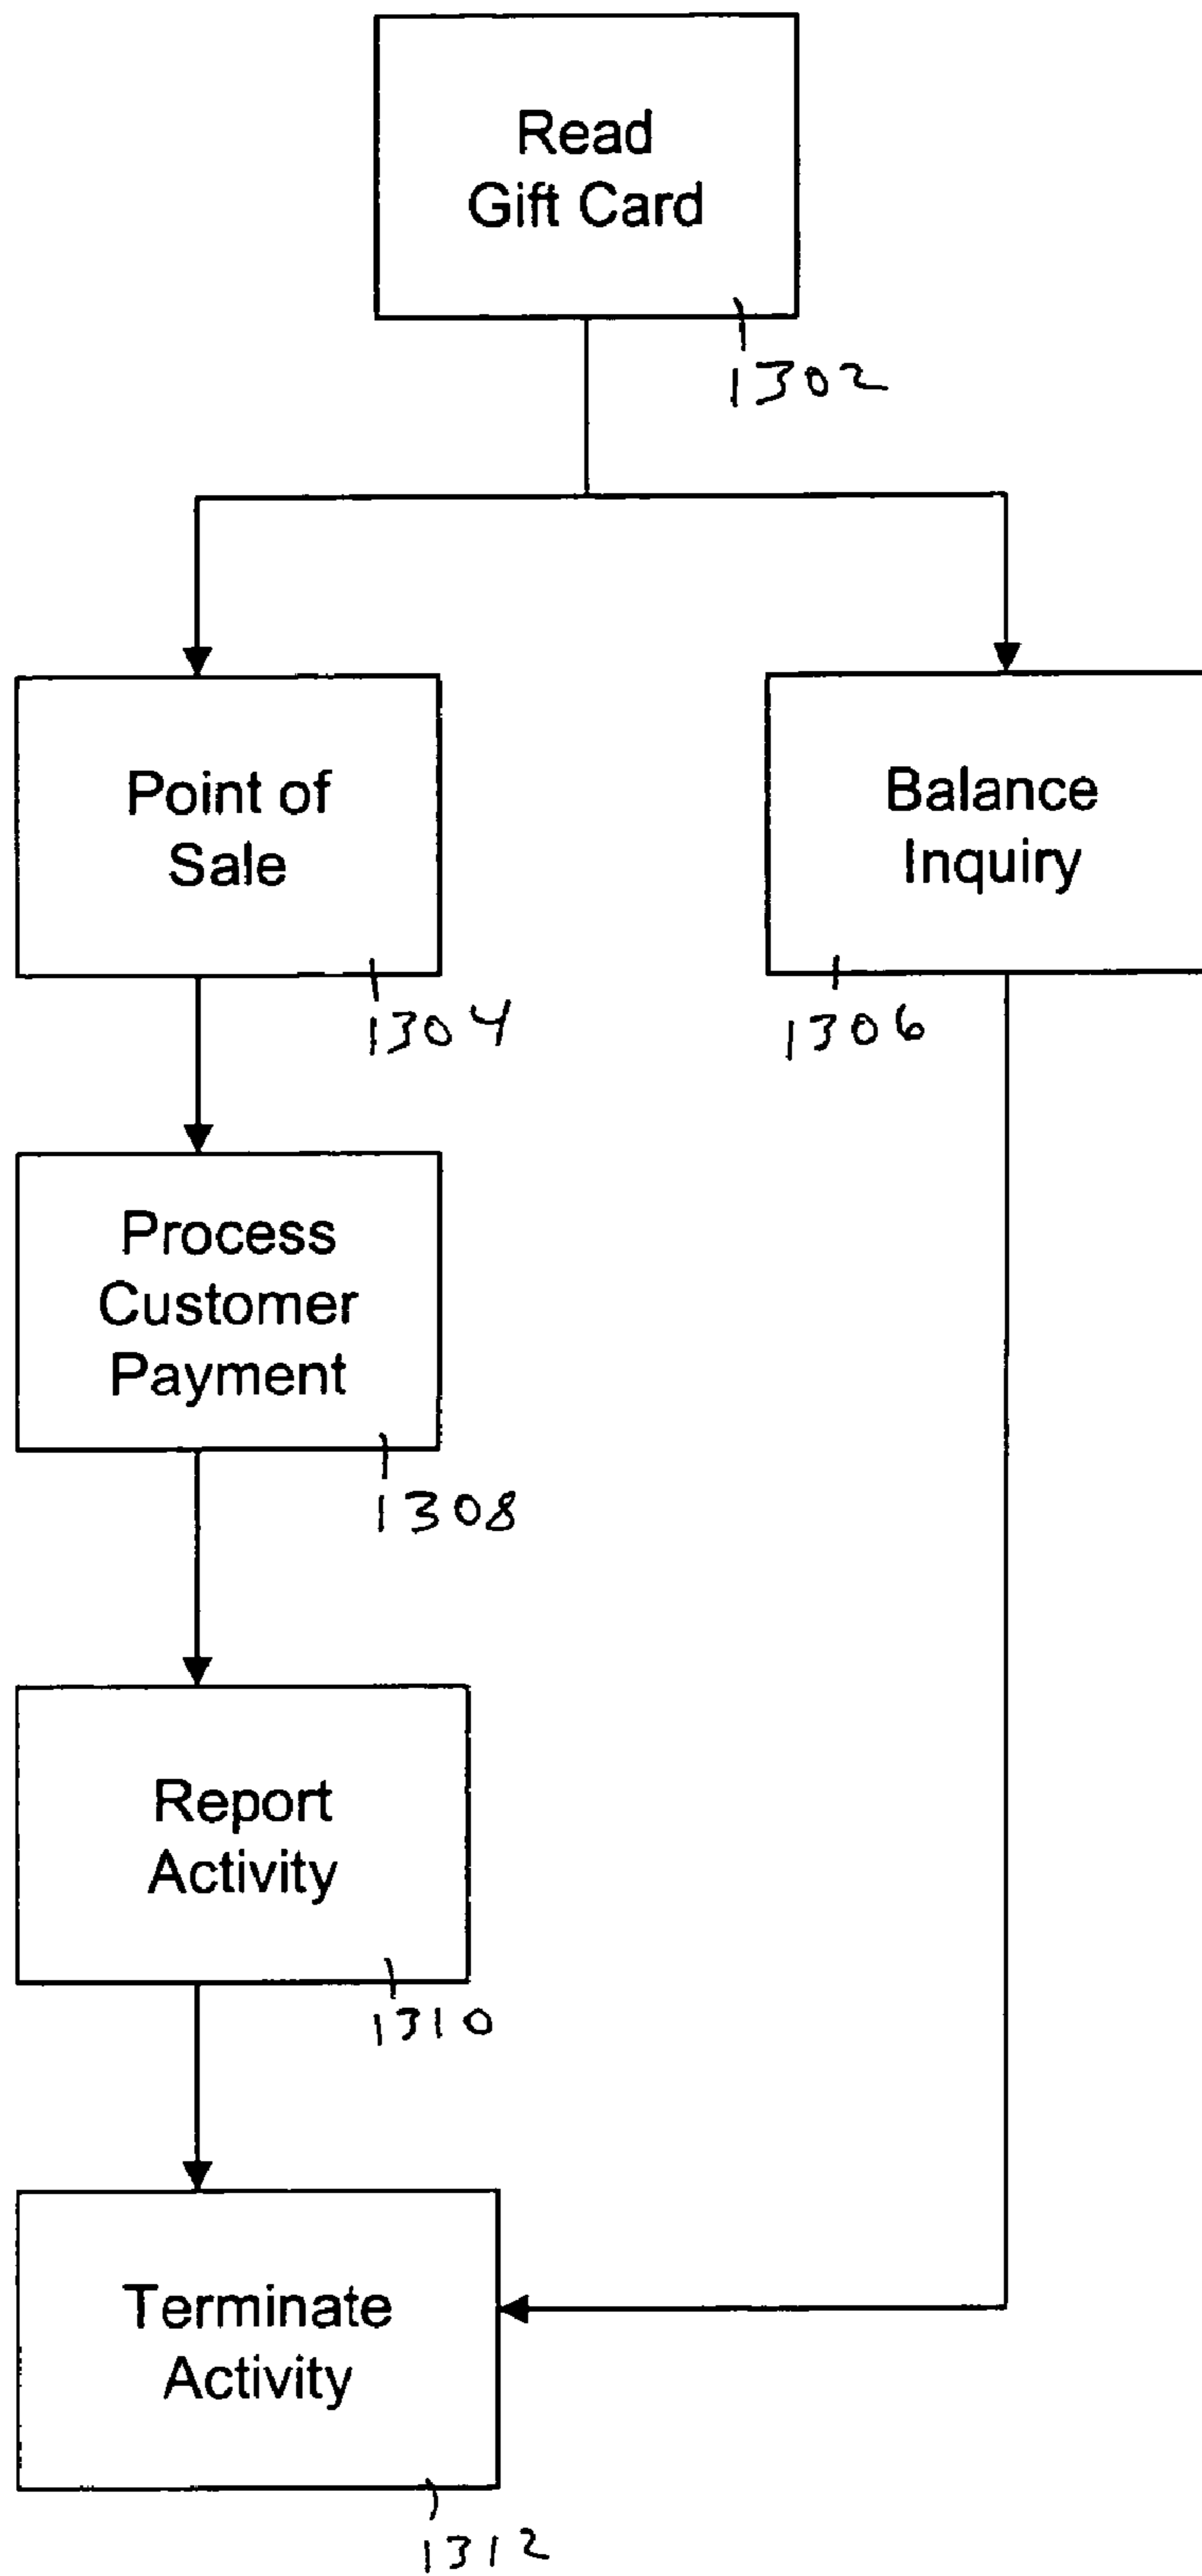 Read
Gift Card
1302
Point of
Sale
1304
Balance
Inquiry
1306
Process
Customer
Payment
1308
Report
Activity
1310
Terminate
Activity
1312